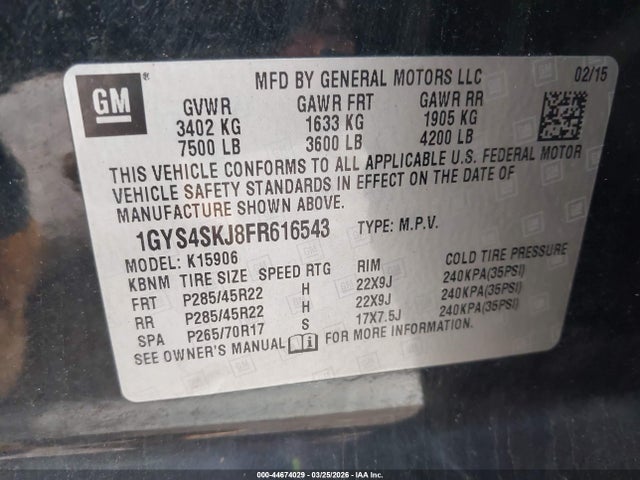 GM
MFD BY GENERAL MOTORS LLC 02/15
GVWR GAWR FRT GAWR RR
3402 KG 1633 KG 1905 KG
7500 LB 3600 LB 4200 LB
THIS VEHICLE CONFORMS TO ALL APPLICABLE U.S. FEDERAL MOTOR
VEHICLE SAFETY STANDARDS IN EFFECT ON THE DATE OF
MANUFACTURE SHOWN ABOVE.
1GYS4SKJ8FR616543 TYPE: M.P.V.
MODEL: K15906
KBNM TIRE SIZE SPEED RTG RIM COLD TIRE PRESSURE
FRT P285/45R22 H 22X9J 240KPA(35PSI)
RR P285/45R22 H 22X9J 240KPA(35PSI)
SPA P265/70R17 S 17X7.5J 240KPA(35PSI)
SEE OWNER'S MANUAL FOR MORE INFORMATION.
000-44674029 - 03/25/2026 - IAA Inc.